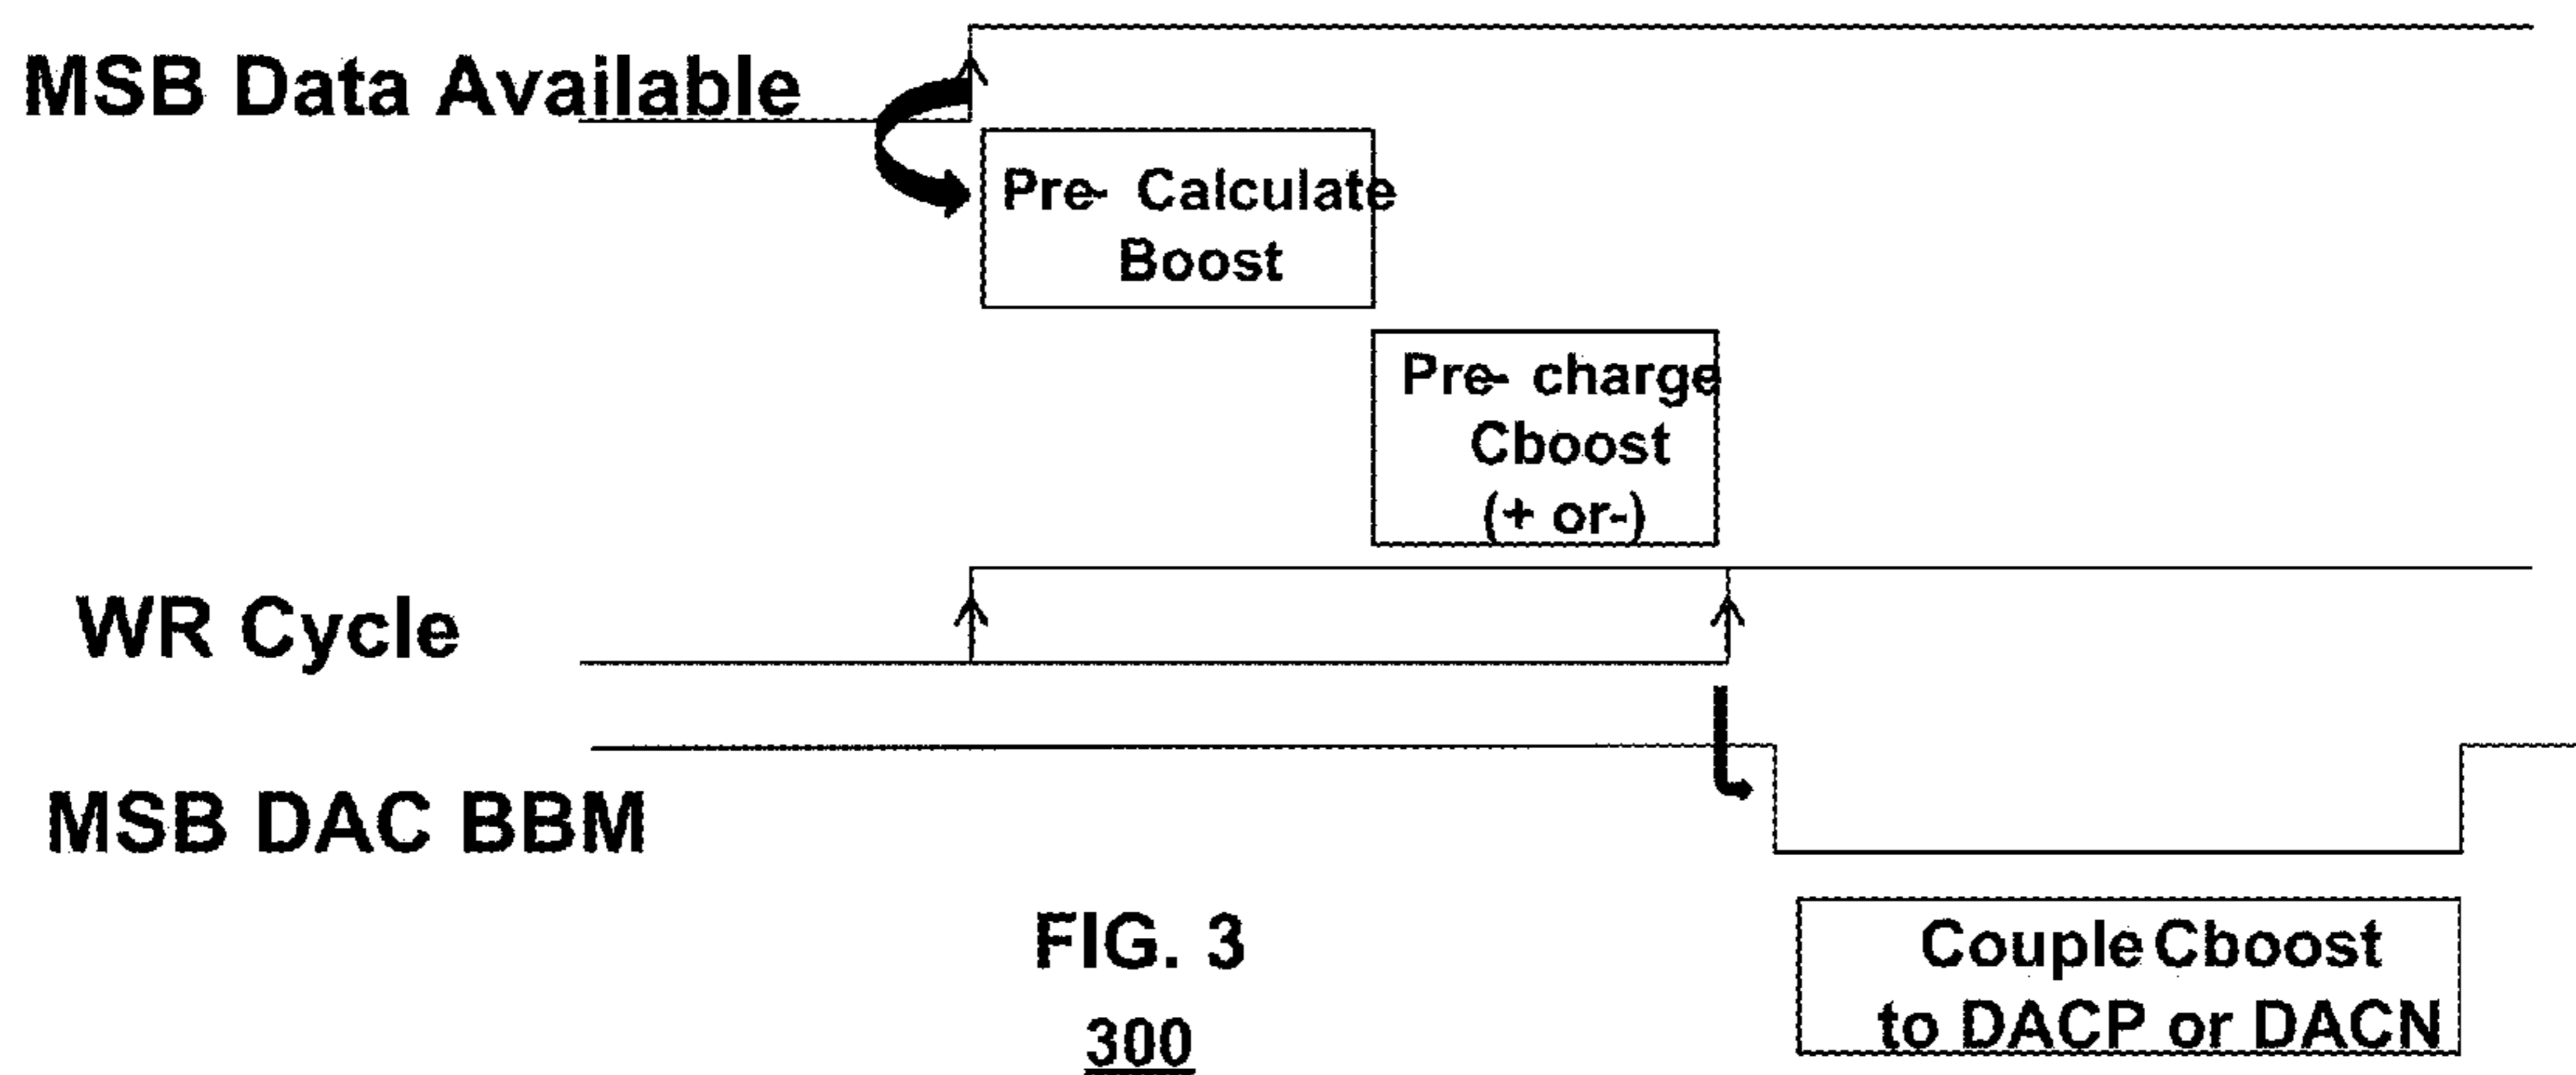 MSB Data Available
Pre- Calculate
Boost
Pre- charge
Cboost
(+ or-)
WR Cycle
MSB DAC BBM
FIG. 3
300
Couple Cboost
to DACP or DACN